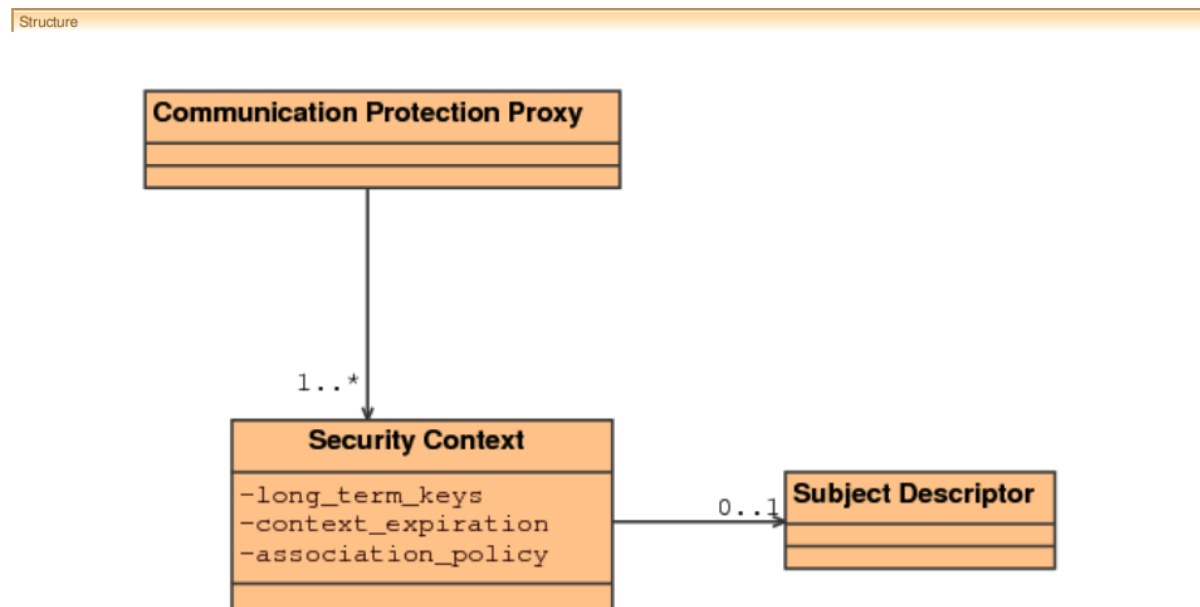 Structure
Communication Protection Proxy
1..*
Security Context
-long_term_keys
-context_expiration
-association_policy
0..1
Subject Descriptor